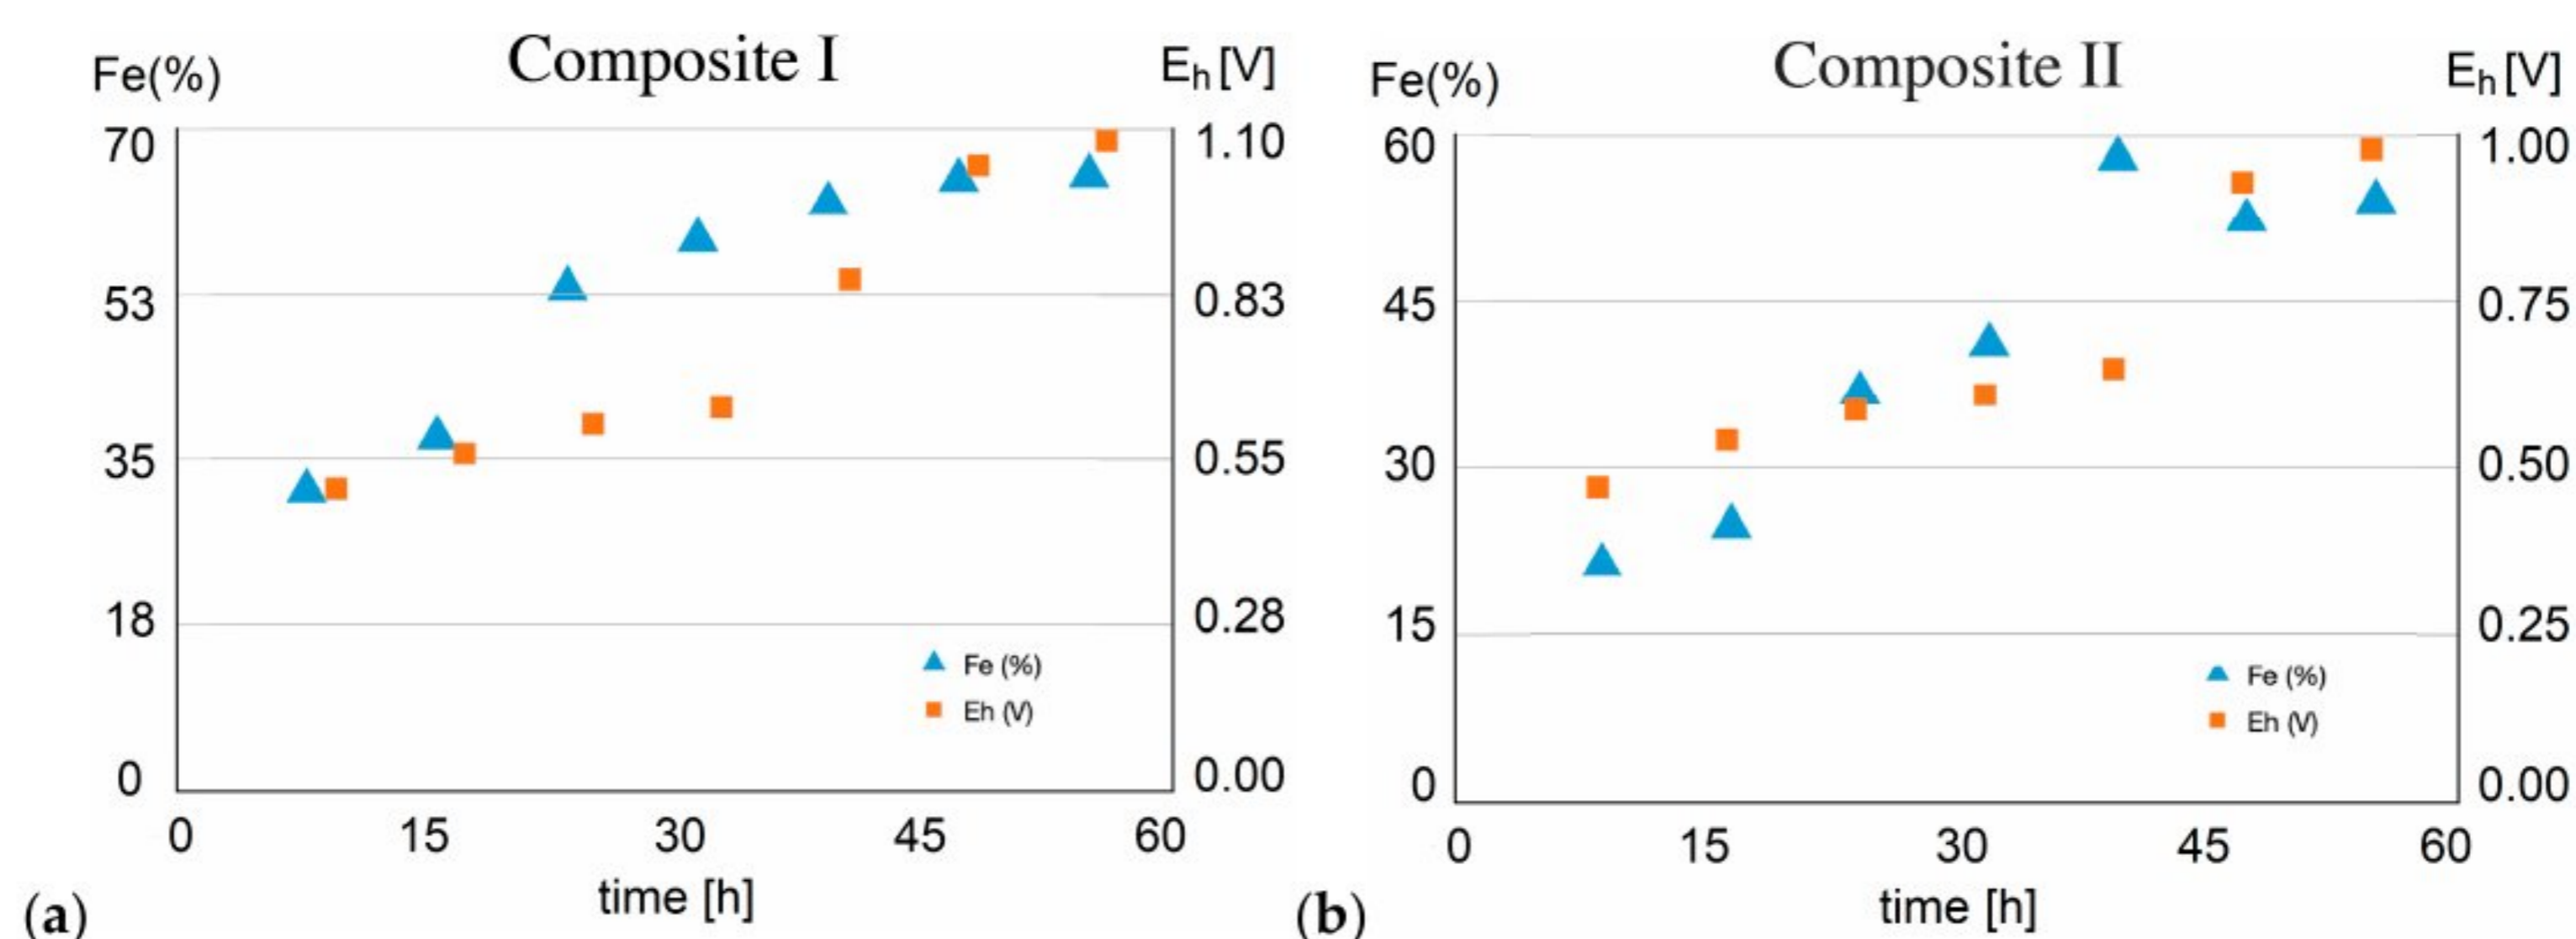 Composite I
Fe(%)
Eh [V]
70
53
35
18
0
1.10
0.83
0.55
0.28
0.00
Fe (%)
Eh (V)
0 15 30 45 60
time [h]
(a)
Composite II
Fe(%)
Eh [V]
60
45
30
15
0
1.00
0.75
0.50
0.25
0.00
Fe (%)
Eh (V)
0 15 30 45 60
time [h]
(b)